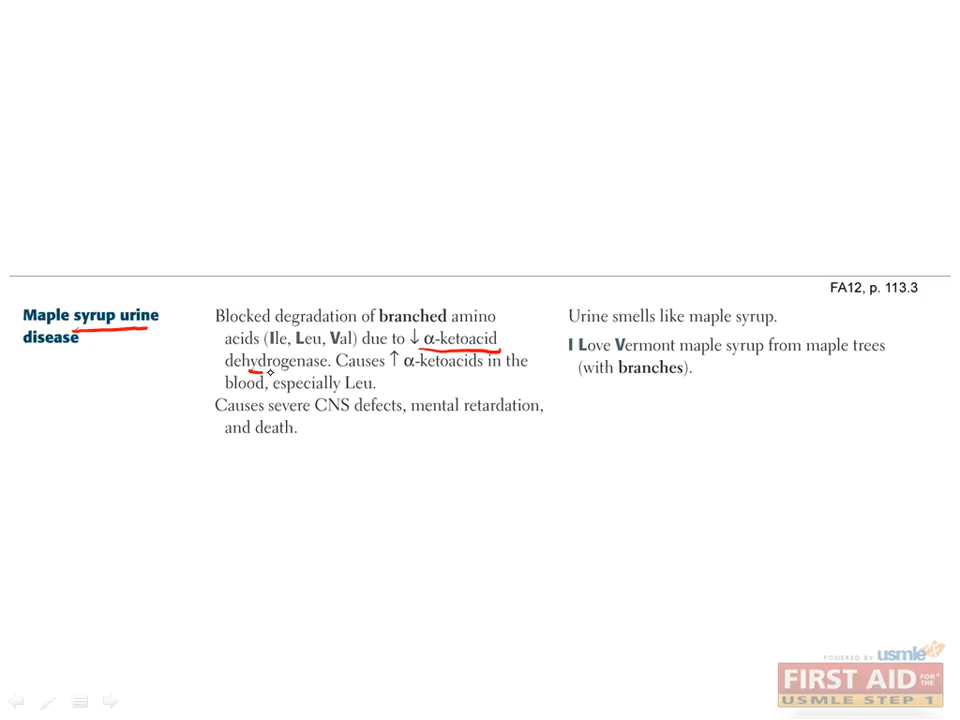 FA12, p. 113.3
Maple syrup urine
disease
Blocked degradation of branched amino
acids (Ile, Leu, Val) due to ↓ α-ketoacid
dehydrogenase. Causes ↑ α-ketoacids in the
blood, especially Leu.
Causes severe CNS defects, mental retardation,
and death.
Urine smells like maple syrup.
I Love Vermont maple syrup from maple trees
(with branches).
POWERED BY usmle
FIRST AID FOR THE
USMLE STEP 1